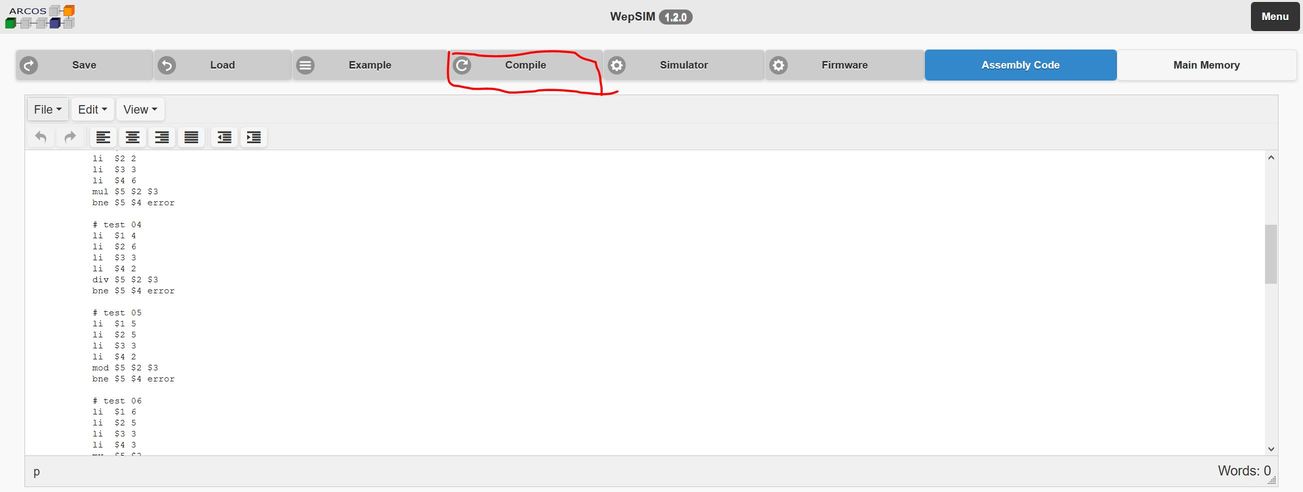 ARCOS
WepSIM 1.2.0
Menu
Save Load Example Compile Simulator Firmware Assembly Code Main Memory
File Edit View
li $2 2
li $3 3
li $4 6
mul $5 $2 $3
bne $5 $4 error
# test 04
li $1 4
li $2 6
li $3 3
li $4 2
div $5 $2 $3
bne $5 $4 error
# test 05
li $1 5
li $2 5
li $3 3
li $4 2
mod $5 $2 $3
bne $5 $4 error
# test 06
li $1 6
li $2 5
li $3 3
li $4 3
p
Words: 0